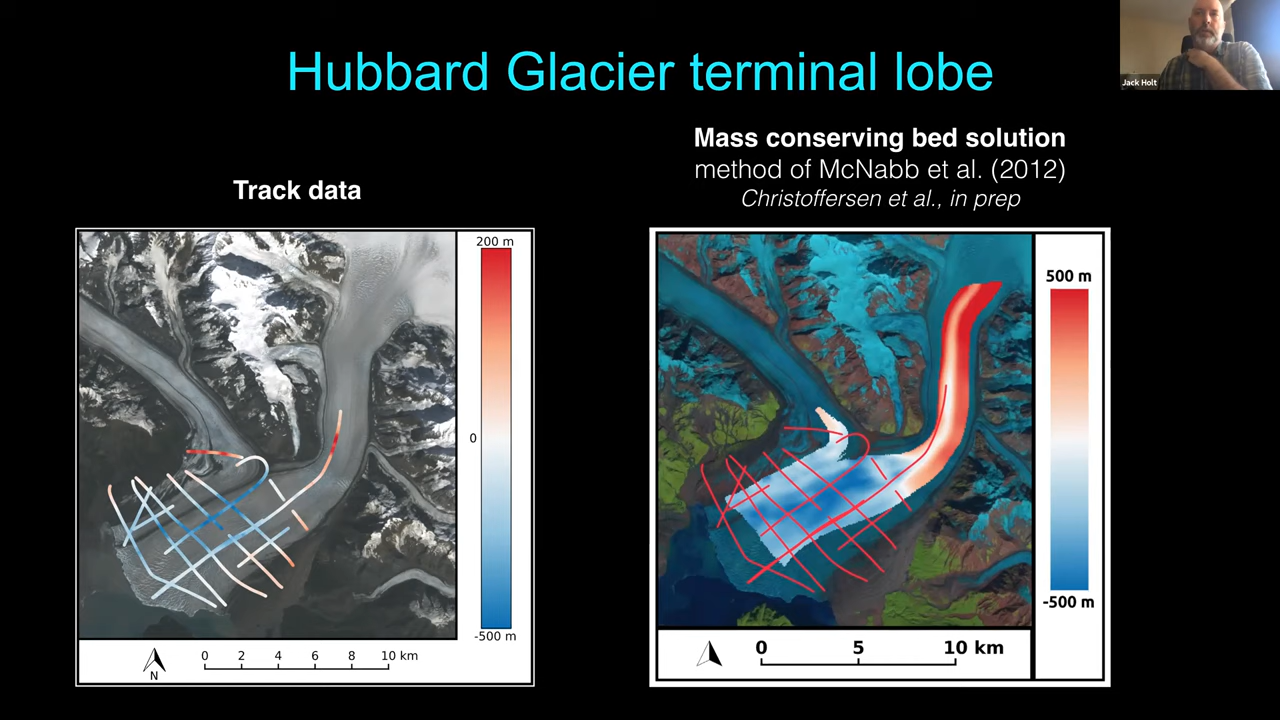 Hubbard Glacier terminal lobe
Jack Holt
Track data
Mass conserving bed solution
method of McNabb et al. (2012)
Christoffersen et al., in prep
200 m
0
-500 m
N
0 2 4 6 8 10 km
500 m
-500 m
0 5 10 km